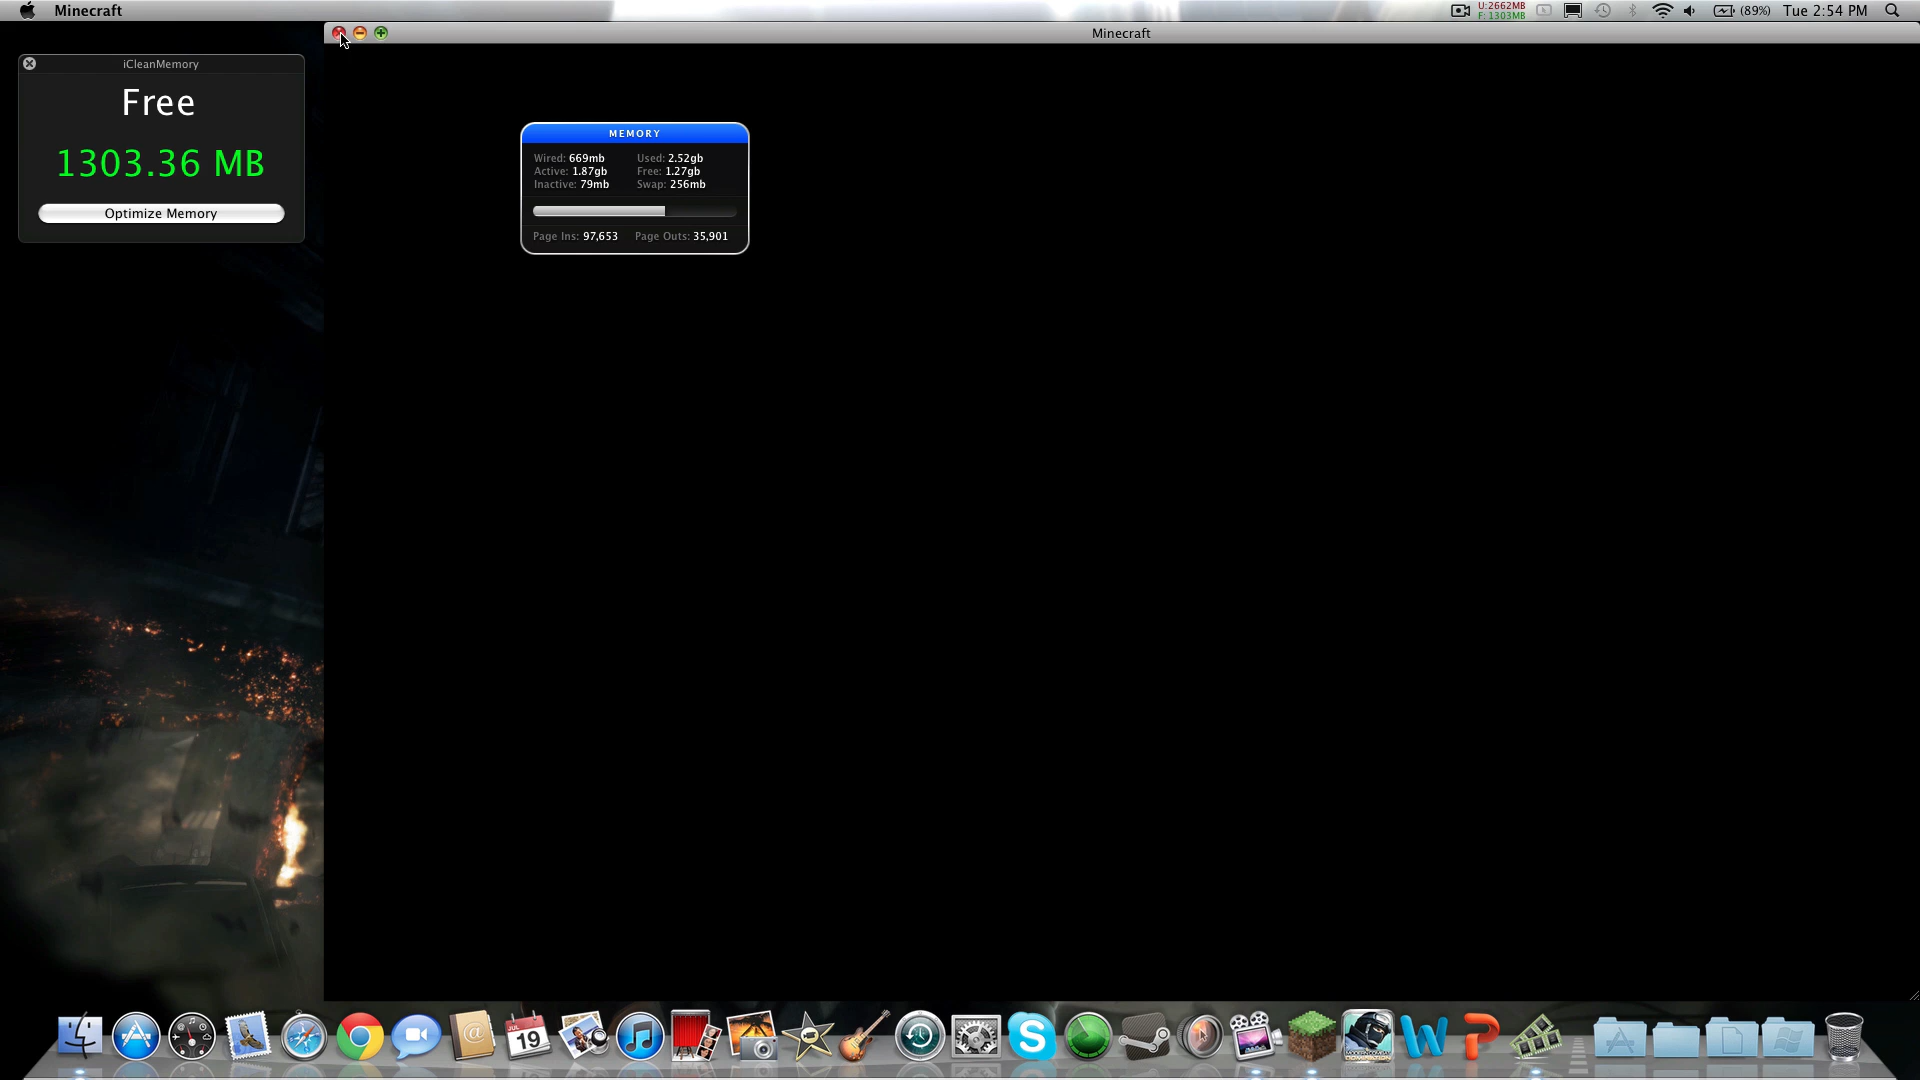 Minecraft
U:2662MB
F: 1303MB
(89%)
Tue 2:54 PM
Minecraft
iCleanMemory
Free
1303.36 MB
Optimize Memory
MEMORY
Wired: 669mb Used: 2.52gb
Active: 1.87gb Free: 1.27gb
Inactive: 79mb Swap: 256mb
Page Ins: 97,653 Page Outs: 35,901
JUL
19